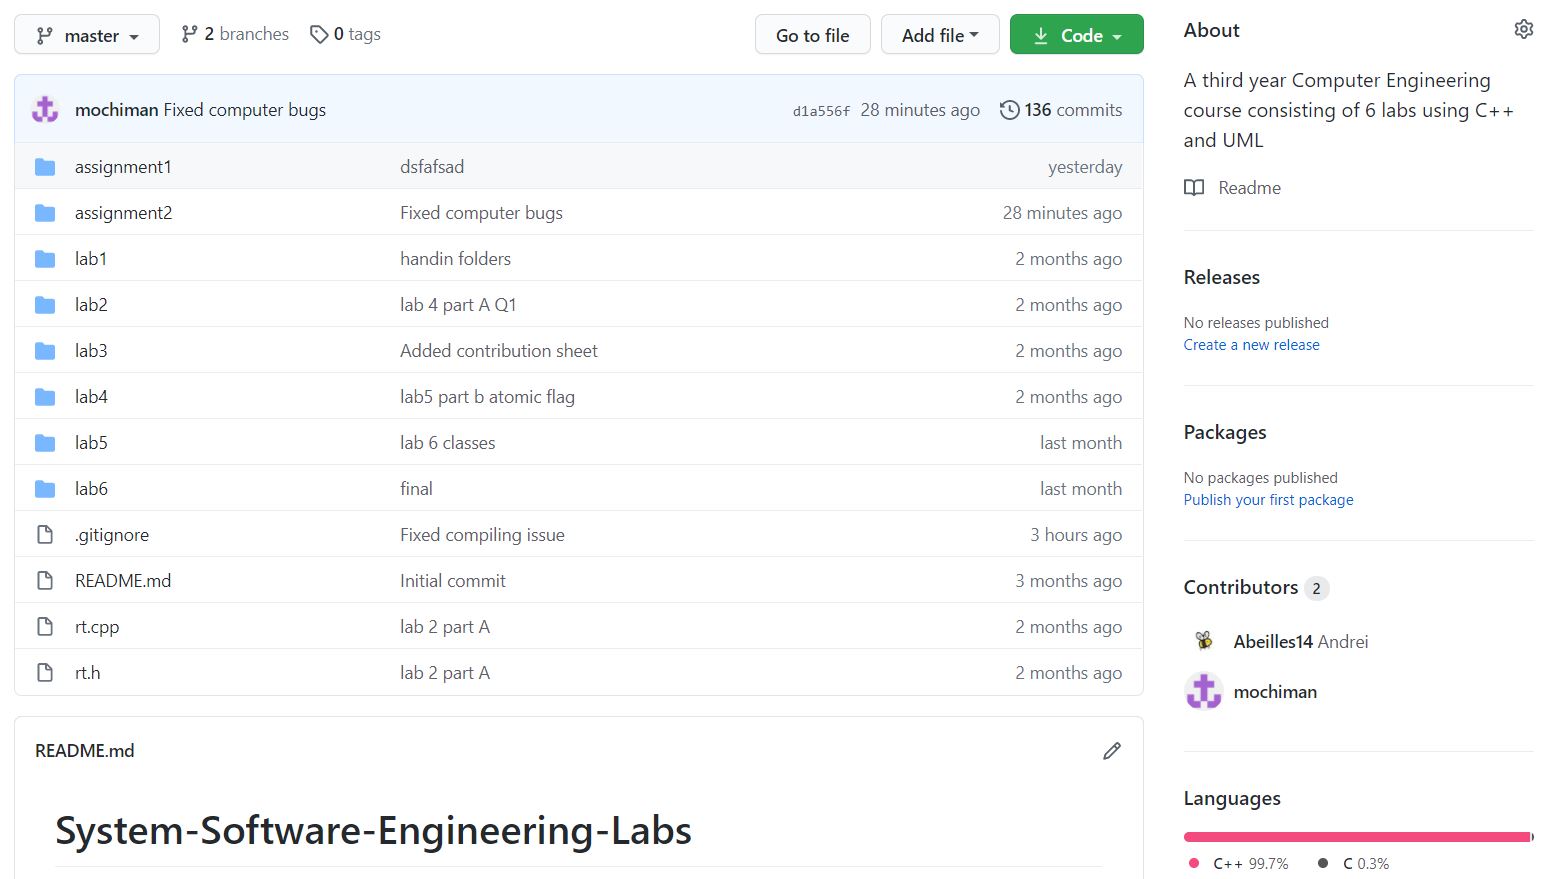 master
2 branches
0 tags
Go to file
Add file
Code
mochiman Fixed computer bugs d1a556f 28 minutes ago 136 commits
assignment1 dsfafsad yesterday
assignment2 Fixed computer bugs 28 minutes ago
lab1 handin folders 2 months ago
lab2 lab 4 part A Q1 2 months ago
lab3 Added contribution sheet 2 months ago
lab4 lab5 part b atomic flag 2 months ago
lab5 lab 6 classes last month
lab6 final last month
.gitignore Fixed compiling issue 3 hours ago
README.md Initial commit 3 months ago
rt.cpp lab 2 part A 2 months ago
rt.h lab 2 part A 2 months ago
README.md
System-Software-Engineering-Labs
About
A third year Computer Engineering
course consisting of 6 labs using C++
and UML
Readme
Releases
No releases published
Create a new release
Packages
No packages published
Publish your first package
Contributors 2
Abeilles14 Andrei
mochiman
Languages
C++ 99.7% C 0.3%